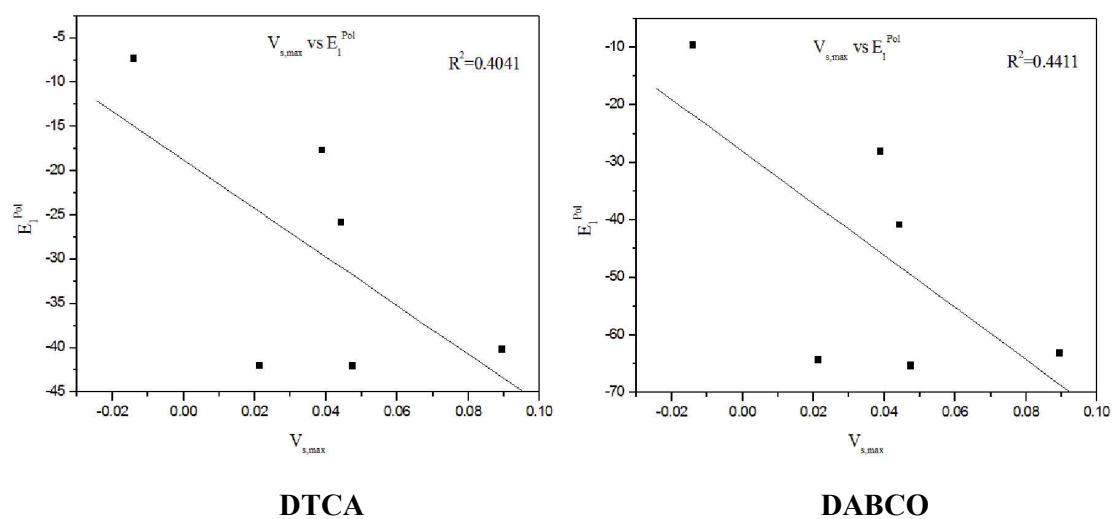 V_s,max vs E_1^Pol
R^2=0.4041
-5
-10
-15
-20
-25
-30
-35
-40
-45
E_1^Pol
-0.02 0.00 0.02 0.04 0.06 0.08 0.10
V_s,max
DTCA
V_s,max vs E_1^Pol
R^2=0.4411
-10
-20
-30
-40
-50
-60
-70
E_1^Pol
-0.02 0.00 0.02 0.04 0.06 0.08 0.10
V_s,max
DABCO